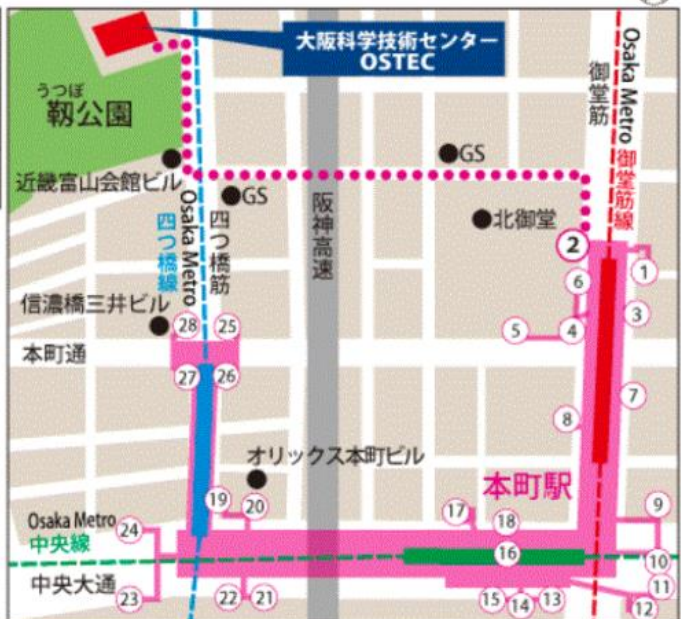 大阪科学技術センター
OSTEC
うつぼ
靱公園
Osaka Metro
御堂筋線
御堂筋
GS
近畿富山会館ビル
GS
Osaka Metro
四つ橋線
四つ橋筋
阪神高速
北御堂
2
1
6
3
信濃橋三井ビル
28
25
5
4
本町通
27
26
7
8
オリックス本町ビル
本町駅
19
20
17
18
9
Osaka Metro
中央線
24
16
10
中央大通
23
22
21
15
14
13
11
12